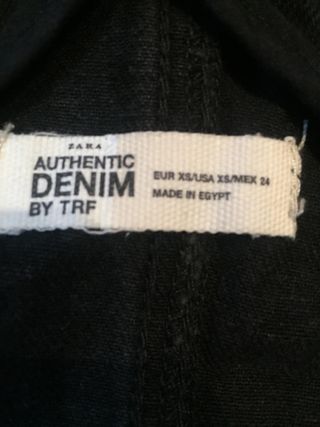 ZARA
AUTHENTIC
DENIM
BY TRF
EUR XS/USA XS/MEX 24
MADE IN EGYPT